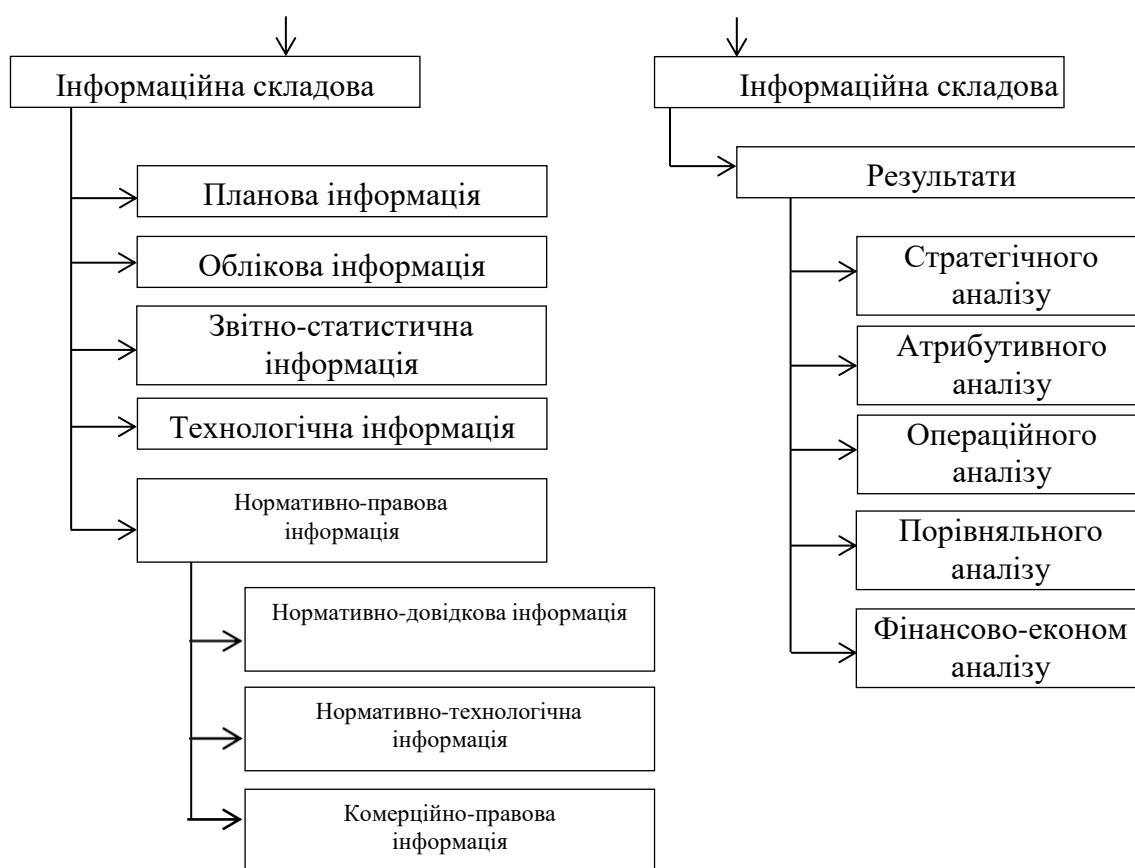 Інформаційна складова
Планова інформація
Облікова інформація
Звітно-статистична
інформація
Технологічна інформація
Нормативно-правова
інформація
Нормативно-довідкова інформація
Нормативно-технологічна
інформація
Комерційно-правова
інформація
Інформаційна складова
Результати
Стратегічного
аналізу
Атрибутивного
аналізу
Операційного
аналізу
Порівняльного
аналізу
Фінансово-економ
аналізу